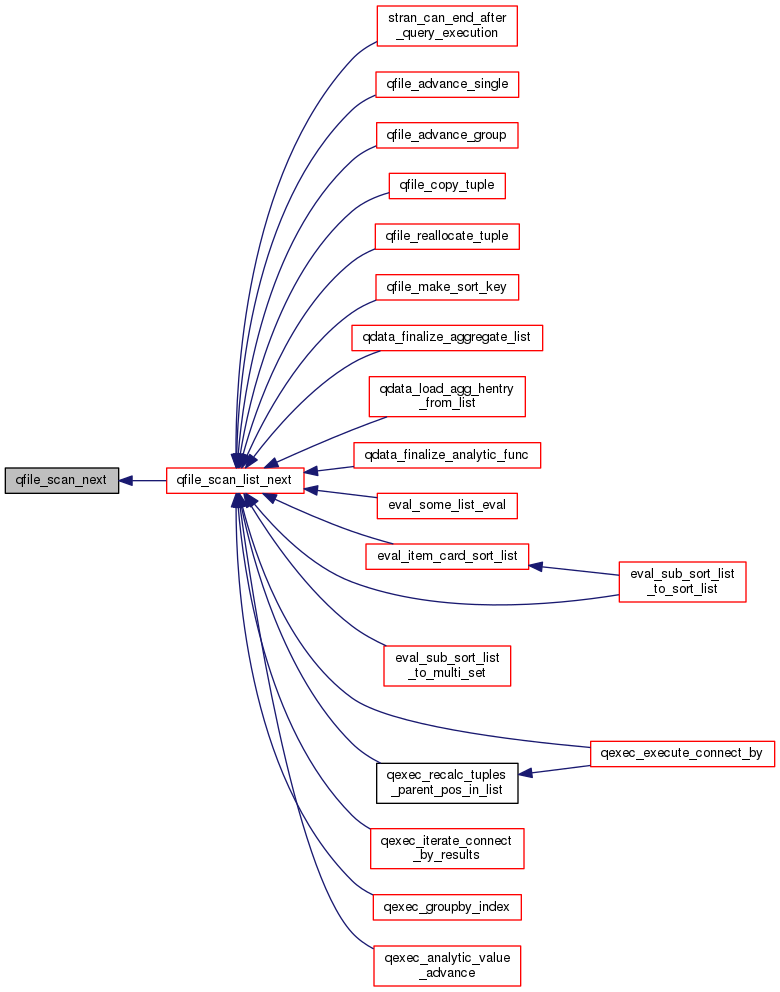 stran_can_end_after
_query_execution
qfile_advance_single
qfile_advance_group
qfile_copy_tuple
qfile_reallocate_tuple
qfile_make_sort_key
qdata_finalize_aggregate_list
qdata_load_agg_hentry
_from_list
qdata_finalize_analytic_func
qfile_scan_next
qfile_scan_list_next
eval_some_list_eval
eval_item_card_sort_list
eval_sub_sort_list
_to_sort_list
eval_sub_sort_list
_to_multi_set
qexec_execute_connect_by
qexec_recalc_tuples
_parent_pos_in_list
qexec_iterate_connect
_by_results
qexec_groupby_index
qexec_analytic_value
_advance